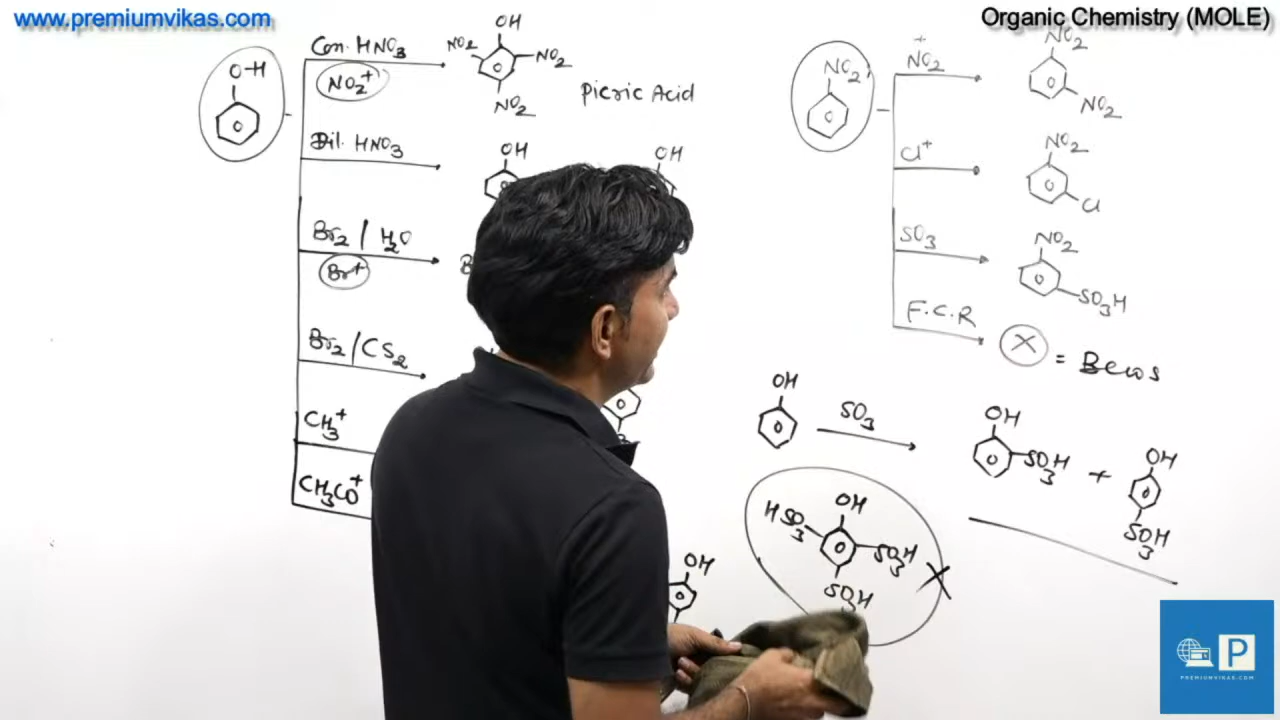 www.premiumvikas.com
Organic Chemistry (MOLE)
O-H
Con. HNO3
NO2+
OH
NO2
NO2
NO2
Picric Acid
Dil. HNO3
OH
OH
Br2 / H2O
Br+
B
Br2 / CS2
CH3+
CH3CO+
OH
NO2
NO2+
NO2
NO2
Cl+
NO2
Cl
SO3
NO2
SO3H
F.C.R
X
OH
SO3
OH
SO3H
+
OH
SO3H
OH
HSO3
SO3H
SO3H
X
P
PREMIUMVIKAS.COM